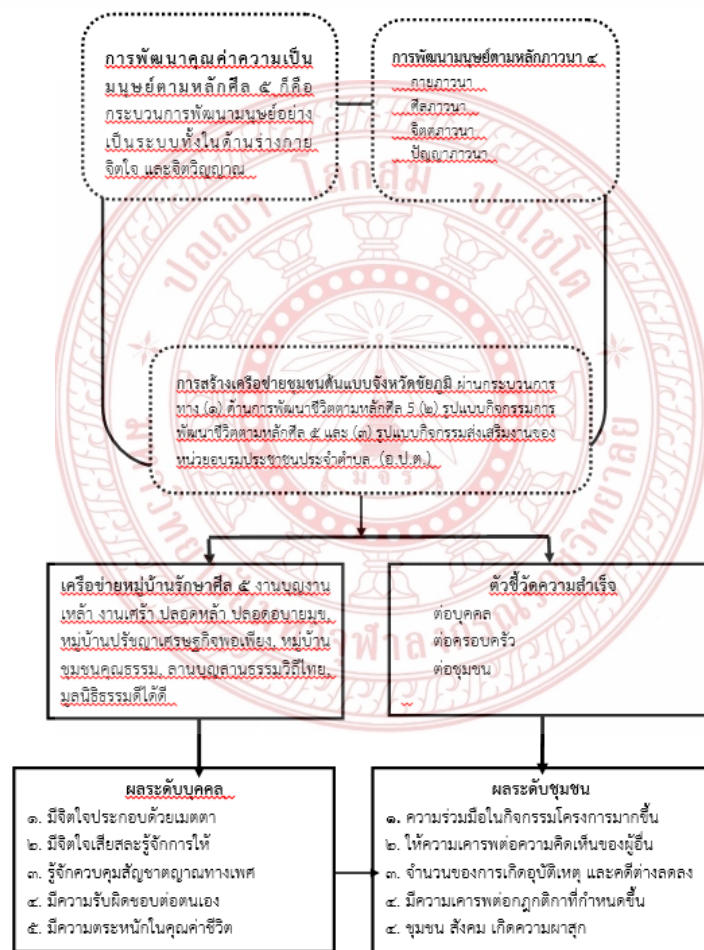 การพัฒนาคุณค่าความเป็น
มนุษย์ตามหลักศีล ๕ ก็คือ
กระบวนการพัฒนามนุษย์อย่าง
เป็นระบบทั้งในด้านร่างกาย
จิตใจ และจิตวิญญาณ
การพัฒนามนุษย์ตามหลักภาวนา ๔
กายภาวนา
ศีลภาวนา
จิตตภาวนา
ปัญญาภาวนา
ปญฺญา โลกสฺมิ ปชฺโชโต
การสร้างเครือข่ายชุมชนต้นแบบจังหวัดชัยภูมิ ผ่านกระบวนการ
ทาง (๑) ด้านการพัฒนาชีวิตตามหลักศีล 5 (๒) รูปแบบกิจกรรมการ
พัฒนาชีวิตตามหลักศีล ๕ และ (๓) รูปแบบกิจกรรมส่งเสริมงานของ
หน่วยอบรมประชาชนประจำตำบล (อ.ป.ต.)
ม จ ร
เครือข่ายหมู่บ้านรักษาศีล ๕ งานบุญงาน
เหล้า งานเศร้า ปลอดหล้า ปลอดอบายมุข,
หมู่บ้านปรัชญาเศรษฐกิจพอเพียง, หมู่บ้าน
ชุมชนคุณธรรม, ลานบุญลานธรรมวิถีไทย,
มูลนิธิธรรมดีได้ดี
ตัวชี้วัดความสำเร็จ
ต่อบุคคล
ต่อครอบครัว
ต่อชุมชน
ผลระดับบุคคล
๑. มีจิตใจประกอบด้วยเมตตา
๒. มีจิตใจเสียสละรู้จักการให้
๓. รู้จักควบคุมสัญชาตญาณทางเพศ
๔. มีความรับผิดชอบต่อตนเอง
๕. มีความตระหนักในคุณค่าชีวิต
ผลระดับชุมชน
๑. ความร่วมมือในกิจกรรมโครงการมากขึ้น
๒. ให้ความเคารพต่อความคิดเห็นของผู้อื่น
๓. จำนวนของการเกิดอุบัติเหตุ และคดีต่างลดลง
๔. มีความเคารพต่อกฎกติกาที่กำหนดขึ้น
๔. ชุมชน สังคม เกิดความผาสุก